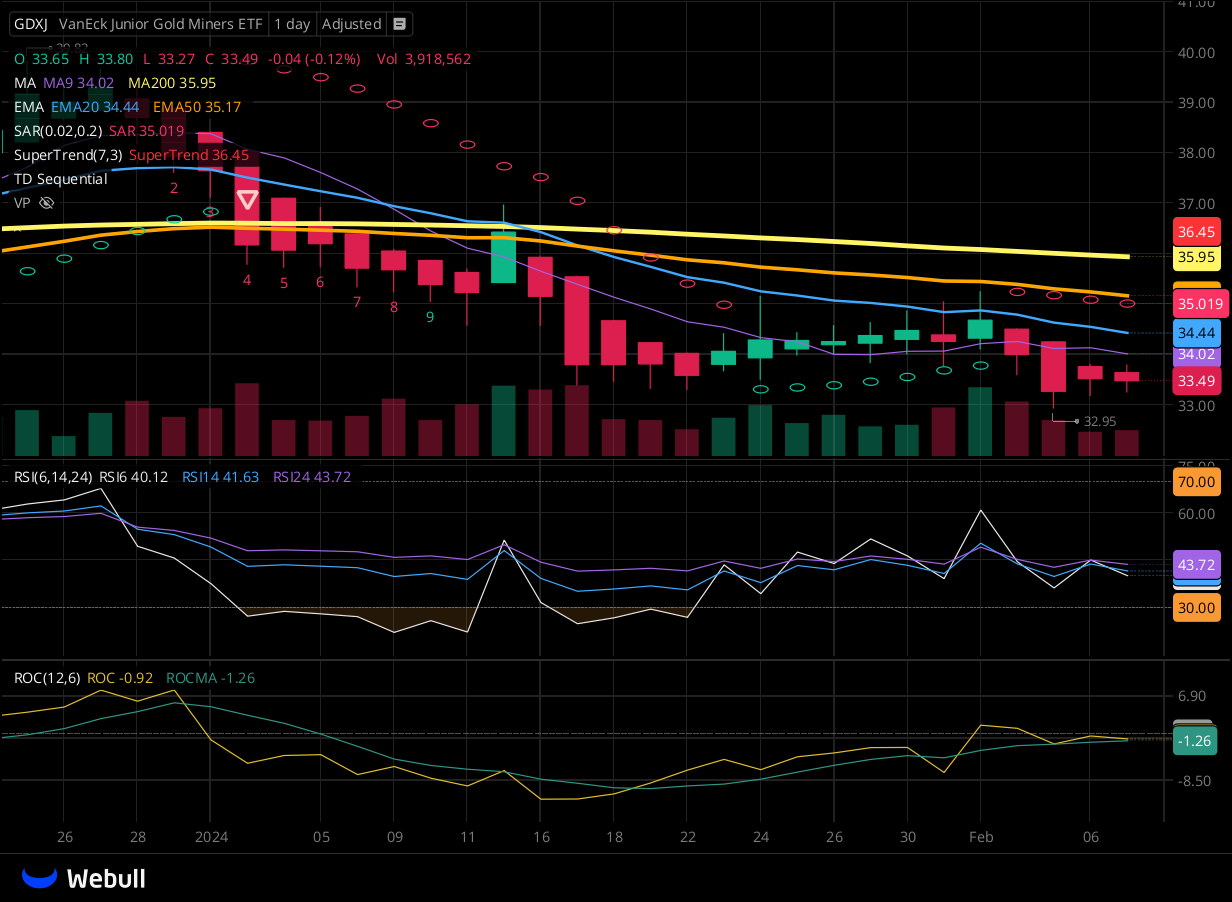 GDXJ VanEck Junior Gold Miners ETF 1 day Adjusted
41.00
40.00
O 33.65 H 33.80 L 33.27 C 33.49 -0.04 (-0.12%) Vol 3,918,562
MA MA9 34.02 MA200 35.95
39.00
EMA EMA20 34.44 EMA50 35.17
SAR(0.02,0.2) SAR 35.019
38.00
SuperTrend(7,3) SuperTrend 36.45
TD Sequential
2
VP
37.00
3
36.45
35.95
4 5 6
7 8 9
35.019
34.44
34.02
33.49
33.00
32.95
RSI(6,14,24) RSI6 40.12 RSI14 41.63 RSI24 43.72
75.00
70.00
60.00
43.72
30.00
ROC(12,6) ROC -0.92 ROCMA -1.26
6.90
-1.26
-8.50
26 28 2024 05 09 11 16 18 22 24 26 30 Feb 06
Webull